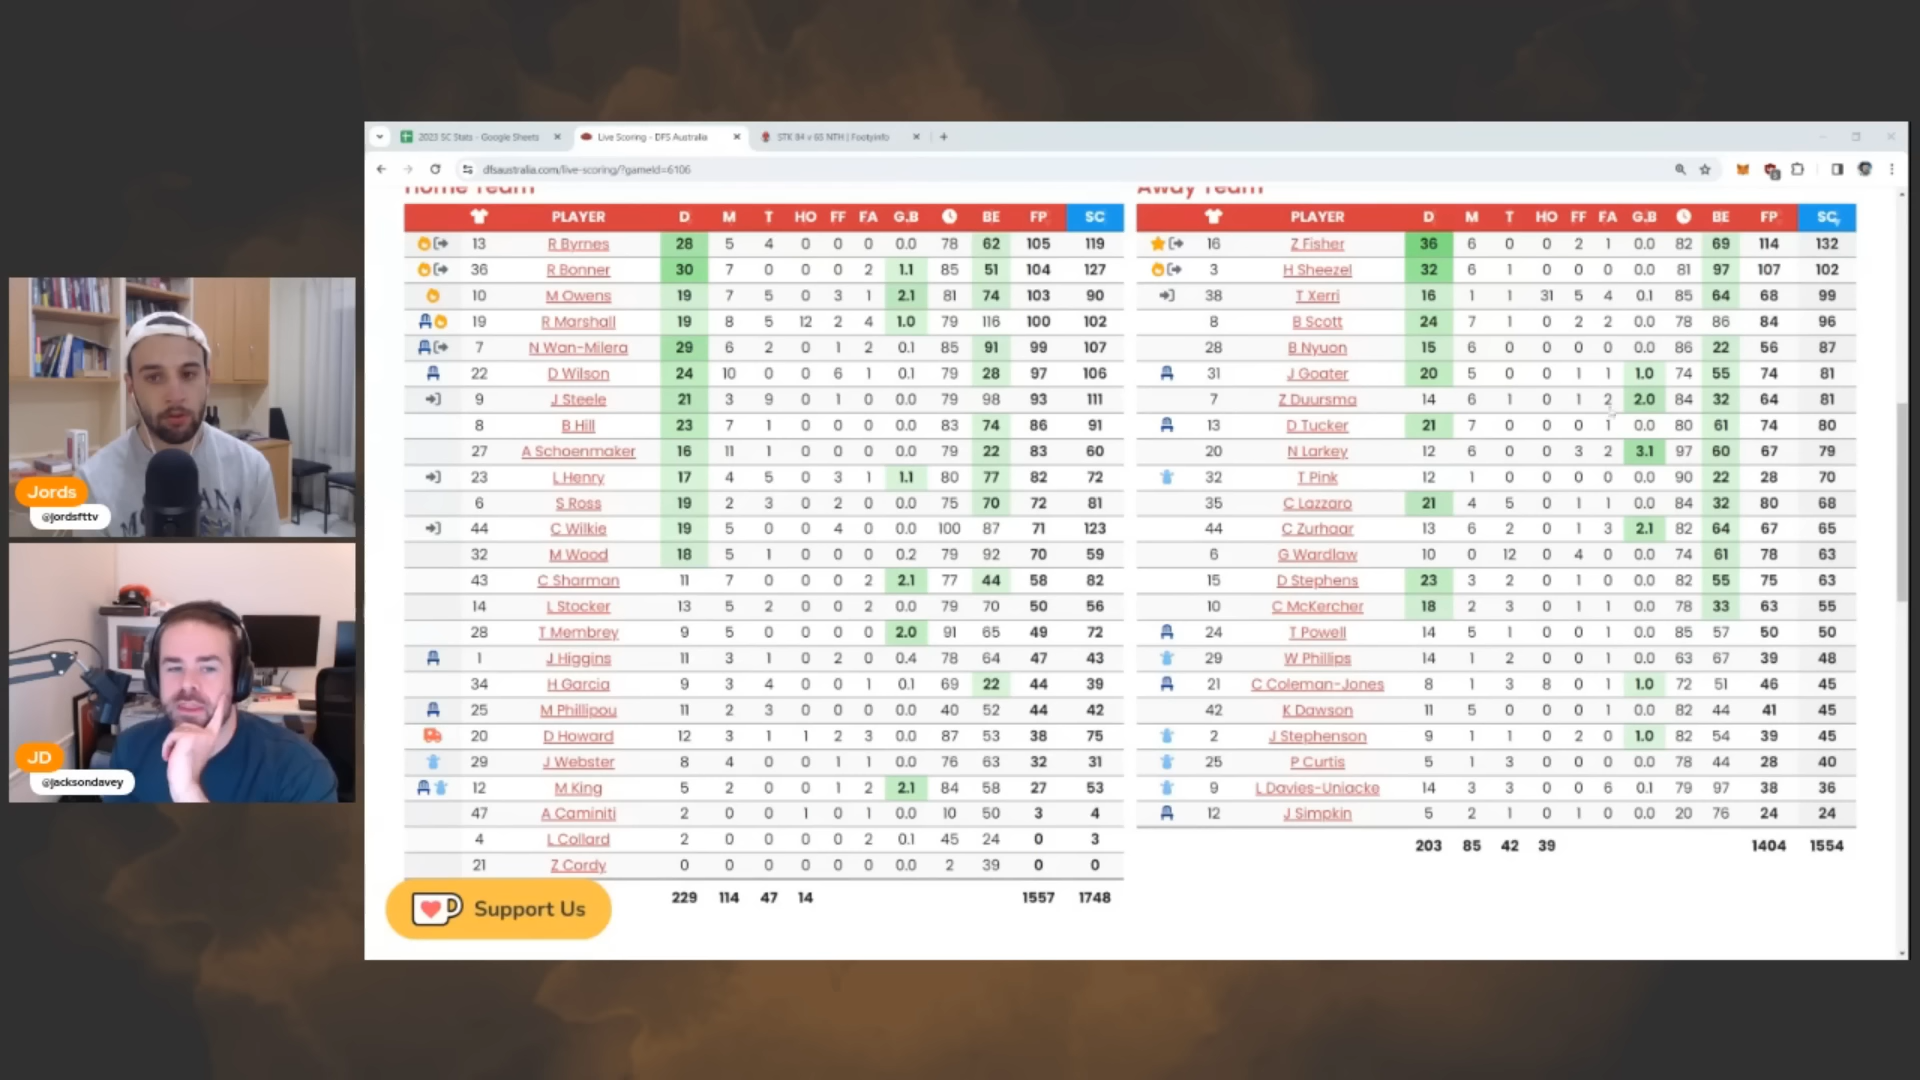 2023 SC Stats - Google Sheets
Live Scoring - DFS Australia
STK 84 v 65 NTH | FootyInfo
dfsaustralia.com/live-scoring/?gameId=6106
Home Team
PLAYER D M T HO FF FA G.B BE FP SC
13 R Byrnes 28 5 4 0 0 0 0.0 78 62 105 119
36 R Bonner 30 7 0 0 0 2 1.1 85 51 104 127
10 M Owens 19 7 5 0 3 1 2.1 81 74 103 90
19 R Marshall 19 8 5 12 2 4 1.0 79 116 100 102
7 N Wan-Milera 29 6 2 0 1 2 0.1 85 91 99 107
22 D Wilson 24 10 0 0 6 1 0.1 79 28 97 106
9 J Steele 21 3 9 0 1 0 0.0 79 98 93 111
8 B Hill 23 7 1 0 0 0 0.0 83 74 86 91
27 A Schoenmaker 16 11 1 0 0 0 0.0 79 22 83 60
23 L Henry 17 4 5 0 3 1 1.1 80 77 82 72
6 S Ross 19 2 3 0 2 0 0.0 75 70 72 81
44 C Wilkie 19 5 0 0 4 0 0.0 100 87 71 123
32 M Wood 18 5 1 0 0 0 0.2 79 92 70 59
43 C Sharman 11 7 0 0 0 2 2.1 77 44 58 82
14 L Stocker 13 5 2 0 0 2 0.0 79 70 50 56
28 T Membrey 9 5 0 0 0 0 2.0 91 65 49 72
1 J Higgins 11 3 1 0 2 0 0.4 78 64 47 43
34 H Garcia 9 3 4 0 0 1 0.1 69 22 44 39
25 M Phillipou 11 2 3 0 0 0 0.0 40 52 44 42
20 D Howard 12 3 1 1 2 3 0.0 87 53 38 75
29 J Webster 8 4 0 0 1 1 0.0 76 63 32 31
12 M King 5 2 0 0 1 2 2.1 84 58 27 53
47 A Caminiti 2 0 0 1 0 1 0.0 10 50 3 4
4 L Collard 2 0 0 0 0 2 0.1 45 24 0 3
21 Z Cordy 0 0 0 0 0 0 0.0 2 39 0 0
229 114 47 14 1557 1748
Away Team
PLAYER D M T HO FF FA G.B BE FP SC
16 Z Fisher 36 6 0 0 2 1 0.0 82 69 114 132
3 H Sheezel 32 6 1 0 0 0 0.0 81 97 107 102
38 T Xerri 16 1 1 31 5 4 0.1 85 64 68 99
8 B Scott 24 7 1 0 2 2 0.0 78 86 84 96
28 B Nyuon 15 6 0 0 0 0 0.0 86 22 56 87
31 J Goater 20 5 0 0 1 1 1.0 74 55 74 81
7 Z Duursma 14 6 1 0 1 2 2.0 84 32 64 81
13 D Tucker 21 7 0 0 0 1 0.0 80 61 74 80
20 N Larkey 12 6 0 0 3 2 3.1 97 60 67 79
32 T Pink 12 1 0 0 0 0 0.0 90 22 28 70
35 C Lazzaro 21 4 5 0 1 1 0.0 84 32 80 68
44 C Zurhaar 13 6 2 0 1 3 2.1 82 64 67 65
6 G Wardlaw 10 0 12 0 4 0 0.0 74 61 78 63
15 D Stephens 23 3 2 0 1 0 0.0 82 55 75 63
10 C McKercher 18 2 3 0 1 1 0.0 78 33 63 55
24 T Powell 14 5 1 0 0 1 0.0 85 57 50 50
29 W Phillips 14 1 2 0 0 1 0.0 63 67 39 48
21 C Coleman-Jones 8 1 3 8 0 1 1.0 72 51 46 45
42 K Dawson 11 5 0 0 0 1 0.0 82 44 41 45
2 J Stephenson 9 1 1 0 2 0 1.0 82 54 39 45
25 P Curtis 5 1 3 0 0 0 0.0 78 44 28 40
9 L Davies-Uniacke 14 3 3 0 0 6 0.1 79 97 38 36
12 J Simpkin 5 2 1 0 1 0 0.0 20 76 24 24
203 85 42 39 1404 1554
Jords
@jordsfttv
JD
@jacksondavey
Support Us